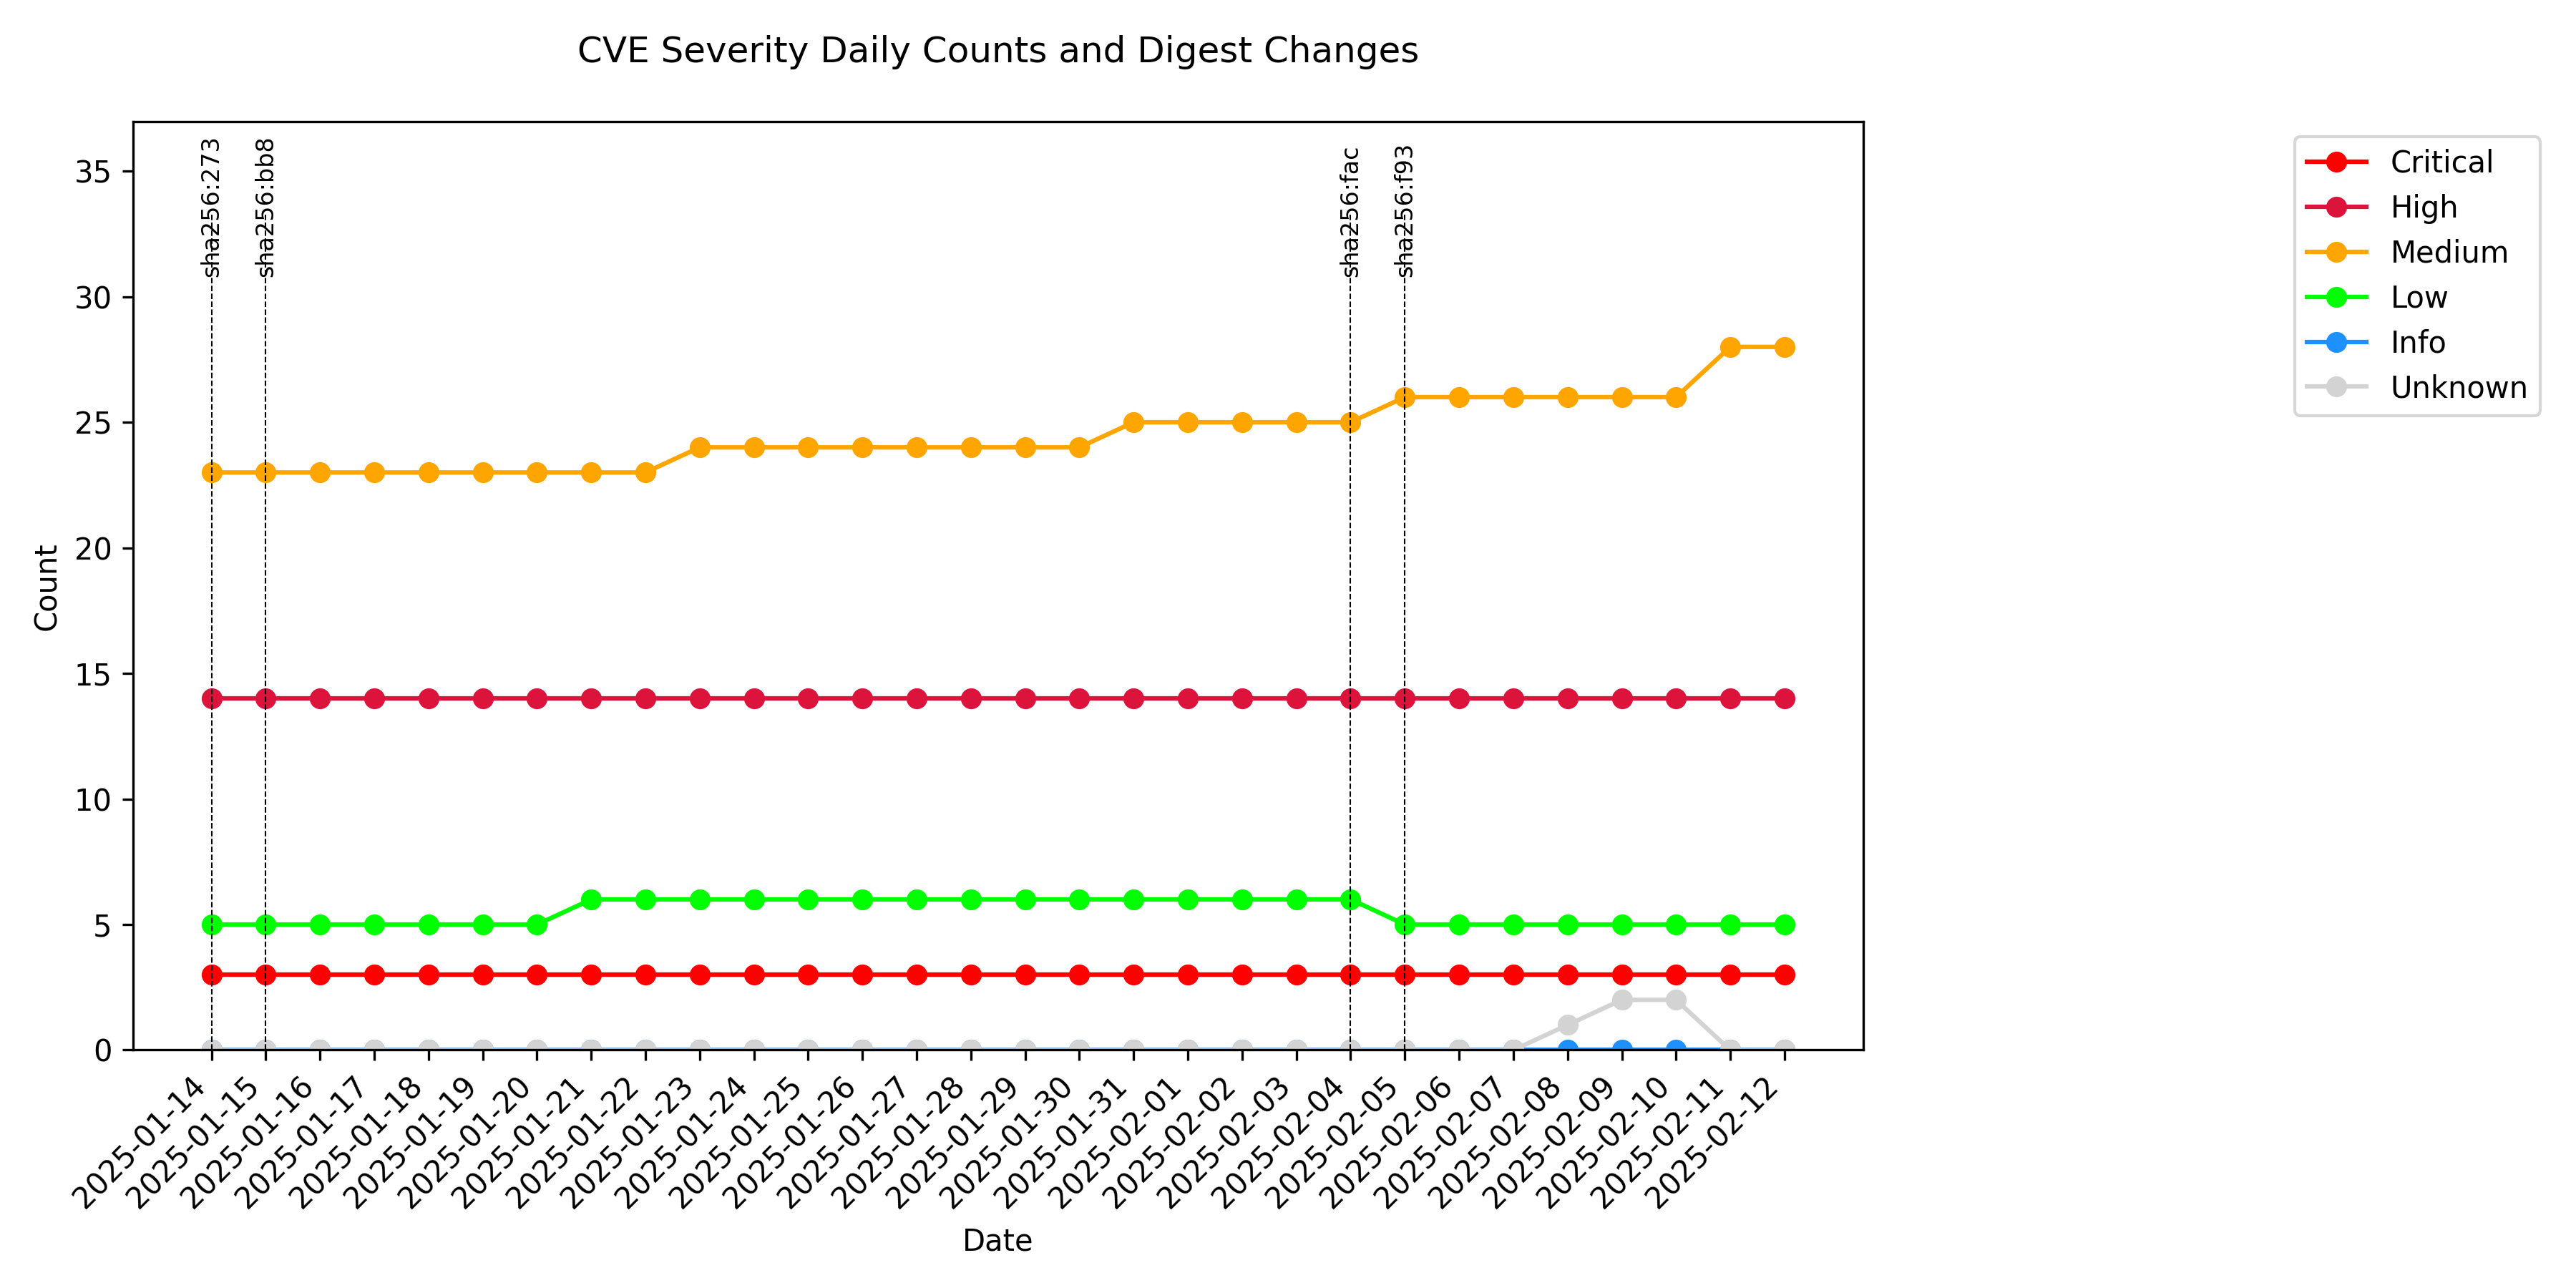 CVE Severity Daily Counts and Digest Changes
sha256:273
sha256:bb8
sha256:fac
sha256:f93
Critical
High
Medium
Low
Info
Unknown
Count
35
30
25
20
15
10
5
0
2025-01-14
2025-01-15
2025-01-16
2025-01-17
2025-01-18
2025-01-19
2025-01-20
2025-01-21
2025-01-22
2025-01-23
2025-01-24
2025-01-25
2025-01-26
2025-01-27
2025-01-28
2025-01-29
2025-01-30
2025-01-31
2025-02-01
2025-02-02
2025-02-03
2025-02-04
2025-02-05
2025-02-06
2025-02-07
2025-02-08
2025-02-09
2025-02-10
2025-02-11
2025-02-12
Date